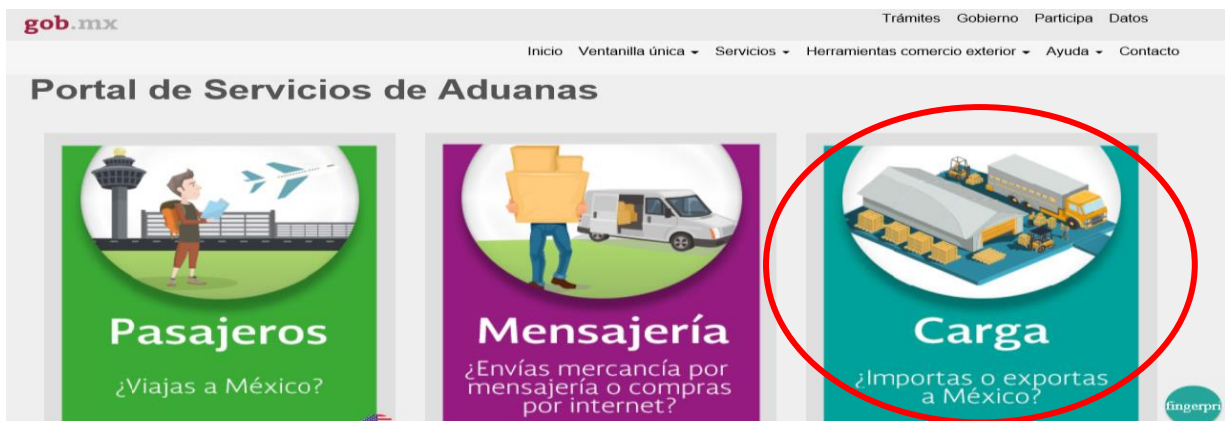 gob.mx
Trámites Gobierno Participa Datos
Inicio Ventanilla única Servicios Herramientas comercio exterior Ayuda Contacto
Portal de Servicios de Aduanas
Pasajeros
¿Viajas a México?
Mensajería
¿Envías mercancía por
mensajería o compras
por internet?
Carga
¿Importas o exportas
a México?
fingerpri